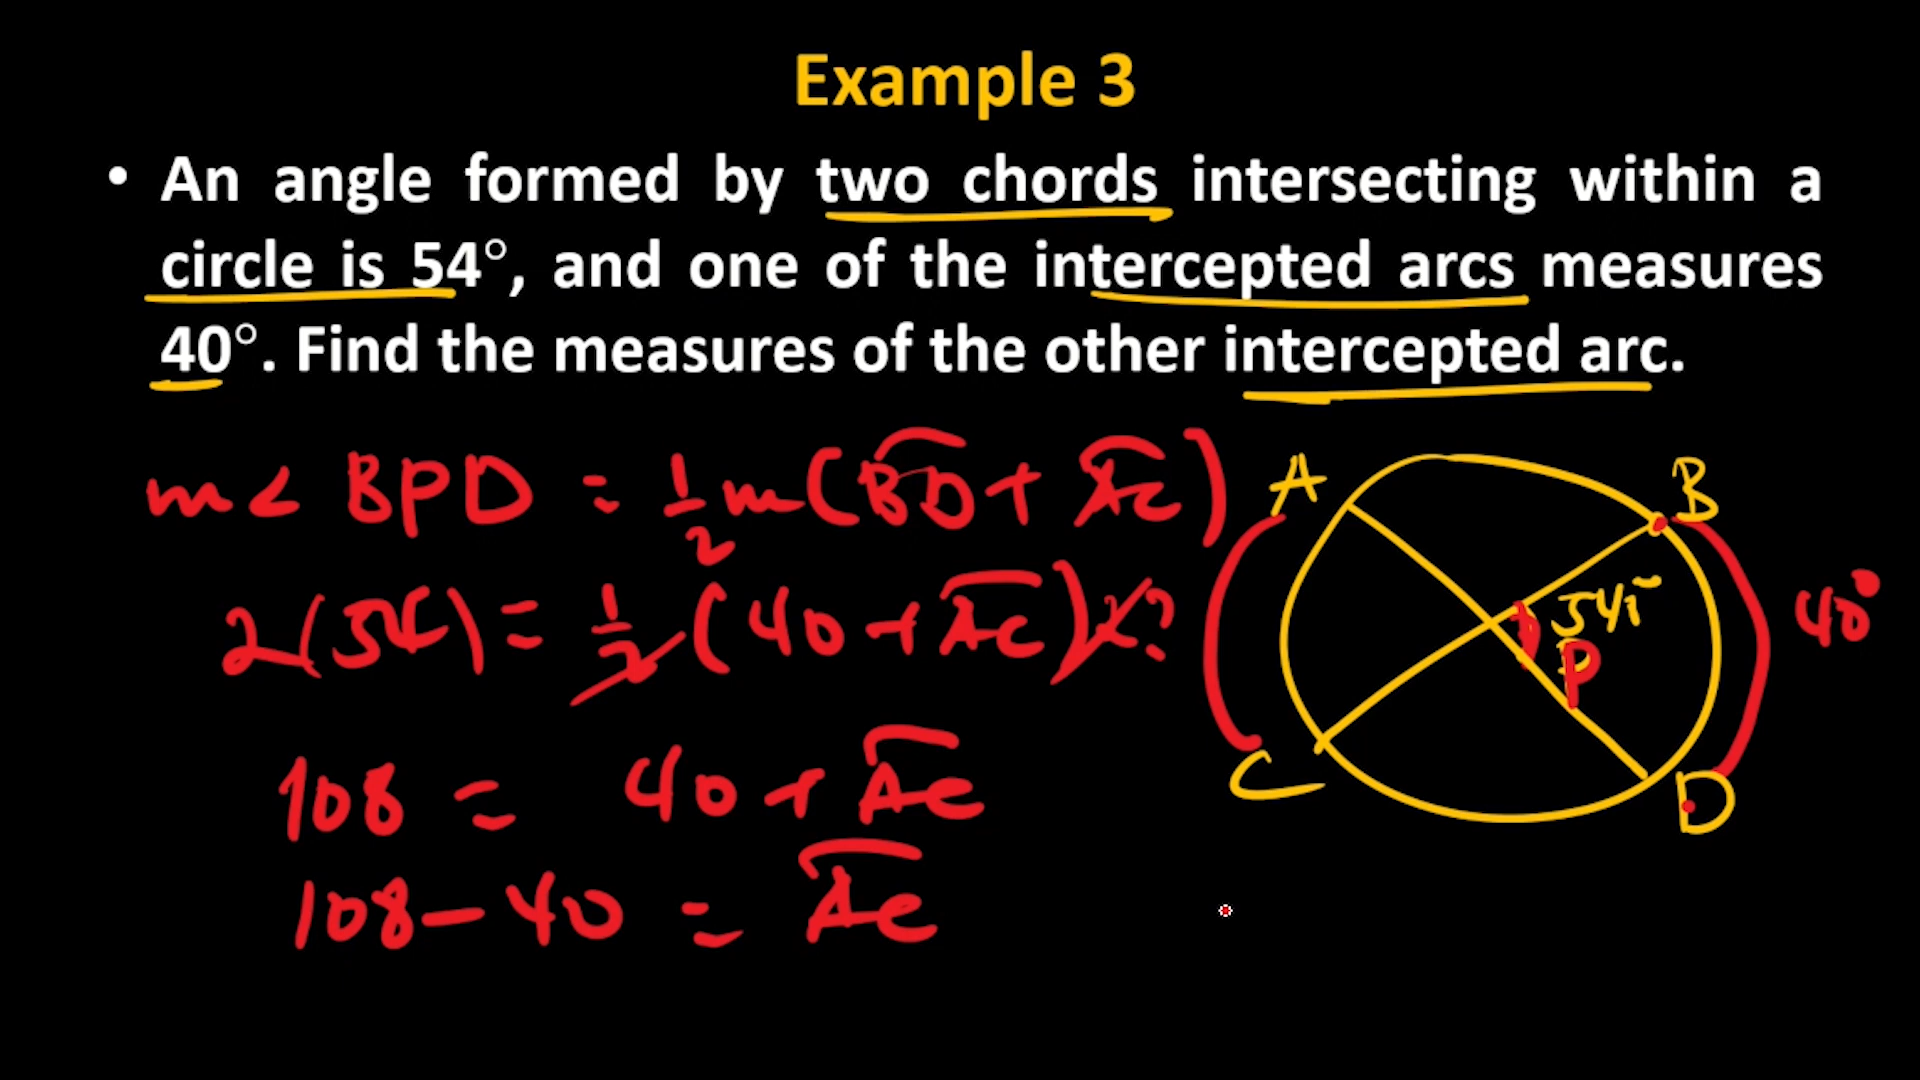 Example 3
• An angle formed by two chords intersecting within a
circle is 54°, and one of the intercepted arcs measures
40°. Find the measures of the other intercepted arc.
m< BPD = 1/2 m(BD + AC)
2(54) = 1/2 (40 + AC) 2 ?
108 = 40 + AC
108 - 40 = AC
A
B
54°
40°
P
C
D